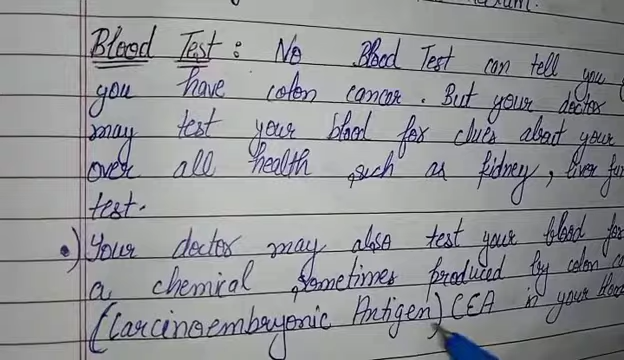 Blood Test : No Blood Test can tell you
you have colon cancar. But your doctor
may test your blood for clues about your
over all health such as kidney, liver fun
test.
•) Your doctor may also test your blood for
a chemical sometimes produced by colon
(Carcinoembryonic Antigen) CEA in your blood